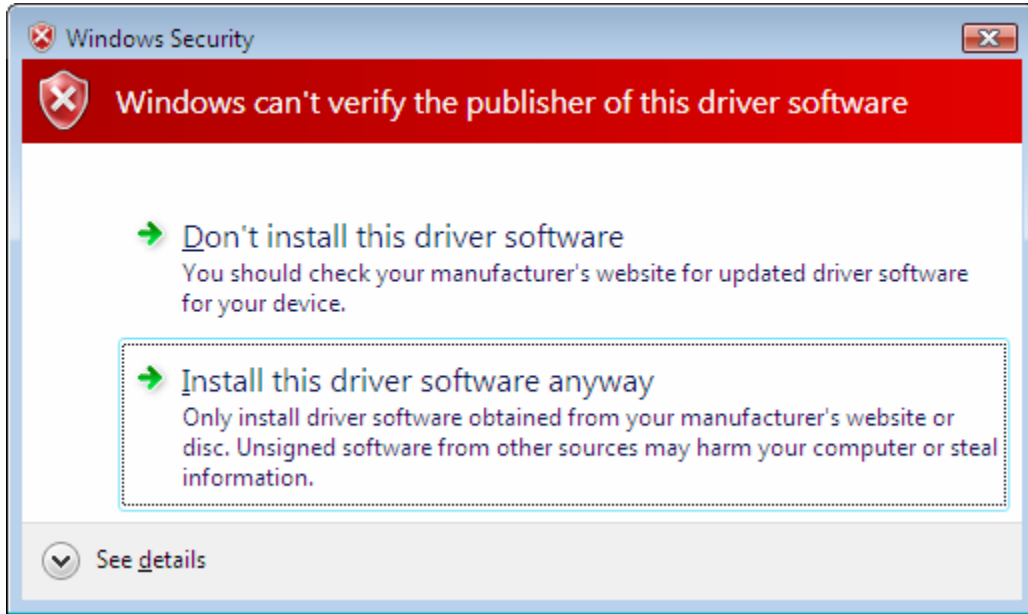 Windows Security
Windows can't verify the publisher of this driver software
Don't install this driver software
You should check your manufacturer's website for updated driver software
for your device.
Install this driver software anyway
Only install driver software obtained from your manufacturer's website or
disc. Unsigned software from other sources may harm your computer or steal
information.
See details